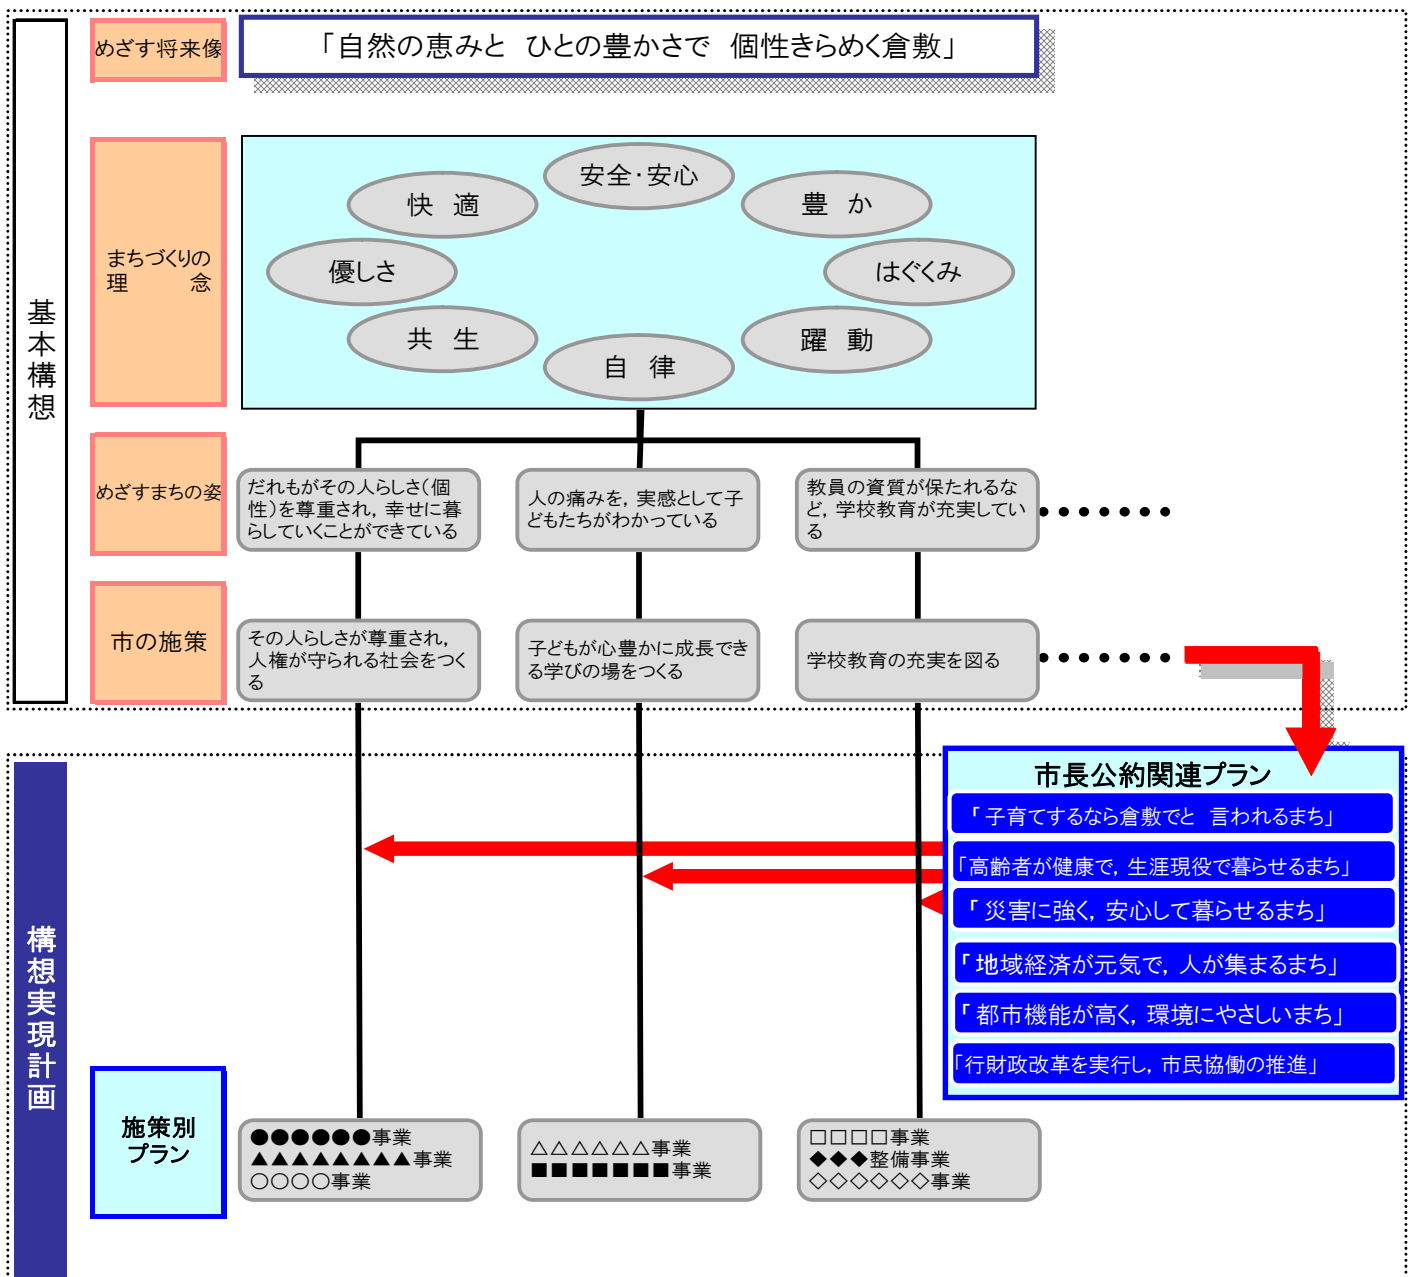 基本構想
めざす将来像
「自然の恵みと　ひとの豊かさで　個性きらめく倉敷」
まちづくりの
理　　念
安全・安心
快　適
豊　か
優しさ
はぐくみ
共　生
躍　動
自　律
めざすまちの姿
だれもがその人らしさ（個
性）を尊重され，幸せに暮
らしていくことができている
人の痛みを，実感として子
どもたちがわかっている
教員の資質が保たれるな
ど，学校教育が充実してい
る
市の施策
その人らしさが尊重され，
人権が守られる社会をつく
る
子どもが心豊かに成長でき
る学びの場をつくる
学校教育の充実を図る
構想実現計画
市長公約関連プラン
「子育てするなら倉敷でと　言われるまち」
「高齢者が健康で，生涯現役で暮らせるまち」
「災害に強く，安心して暮らせるまち」
「地域経済が元気で，人が集まるまち」
「都市機能が高く，環境にやさしいまち」
「行財政改革を実行し，市民協働の推進」
施策別
プラン
●●●●●●事業
▲▲▲▲▲▲▲▲事業
○○○○事業
△△△△△△事業
■■■■■■■事業
□□□□事業
◆◆◆整備事業
◇◇◇◇◇◇事業